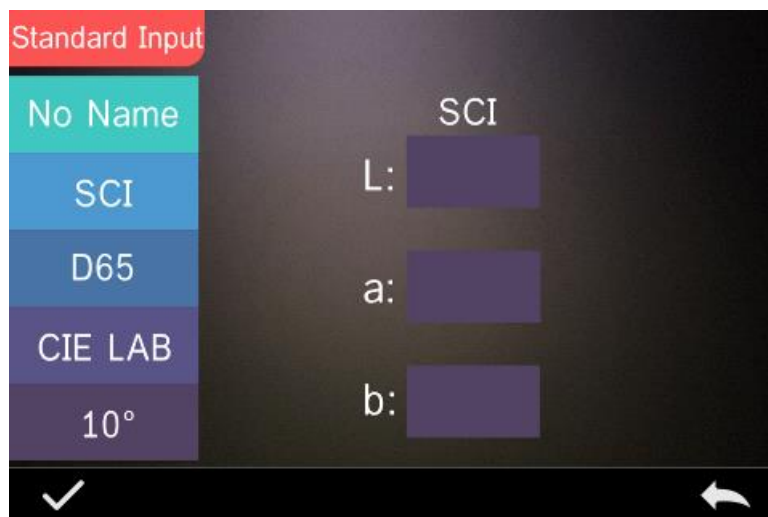 Standard Input
No Name
SCI
D65
CIE LAB
10°
SCI
L:
a:
b: